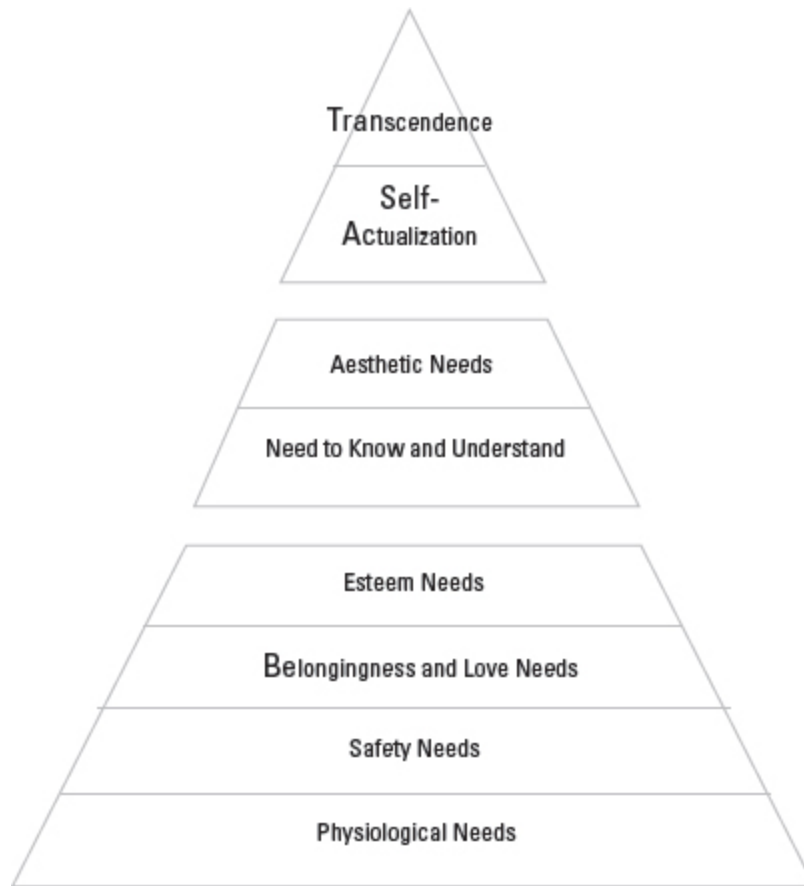 Transcendence
Self-
Actualization
Aesthetic Needs
Need to Know and Understand
Esteem Needs
Belongingness and Love Needs
Safety Needs
Physiological Needs